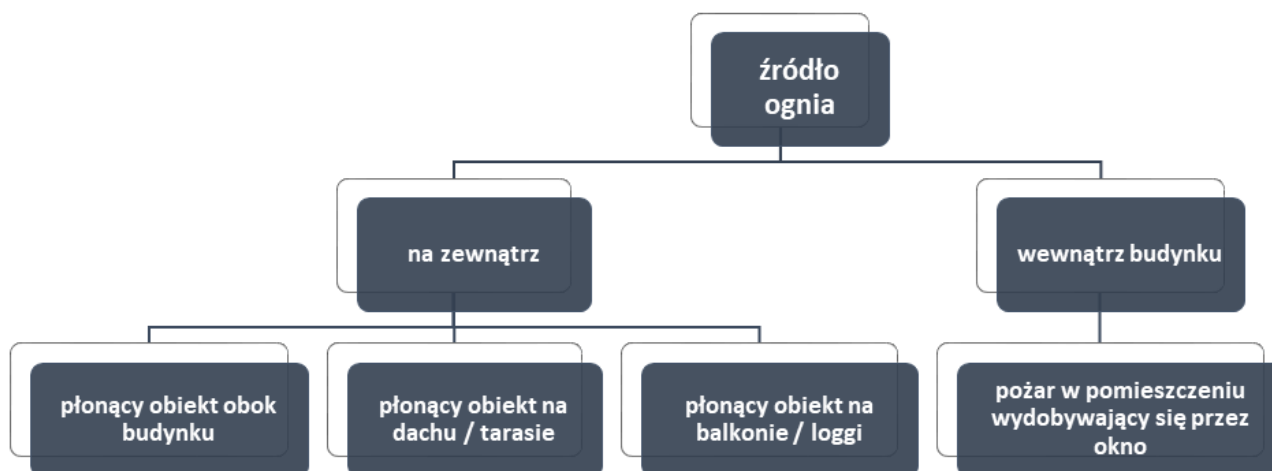 źródło
ognia
na zewnątrz
wewnątrz budynku
płonący obiekt obok
budynku
płonący obiekt na
dachu / tarasie
płonący obiekt na
balkonie / loggi
pożar w pomieszczeniu
wydobywający się przez
okno